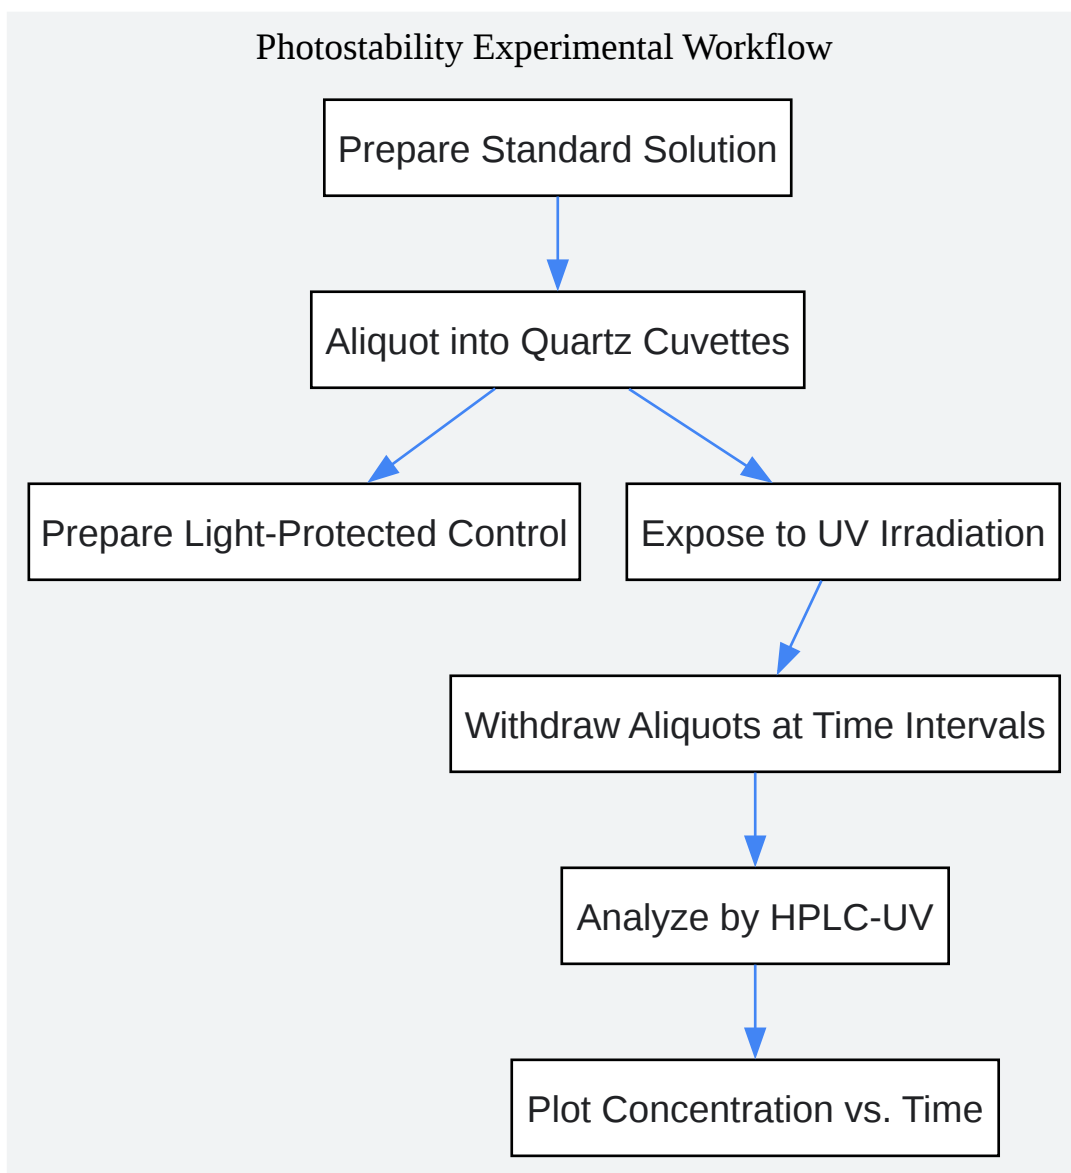 Photostability Experimental Workflow
Prepare Standard Solution
Aliquot into Quartz Cuvettes
Prepare Light-Protected Control
Expose to UV Irradiation
Withdraw Aliquots at Time Intervals
Analyze by HPLC-UV
Plot Concentration vs. Time